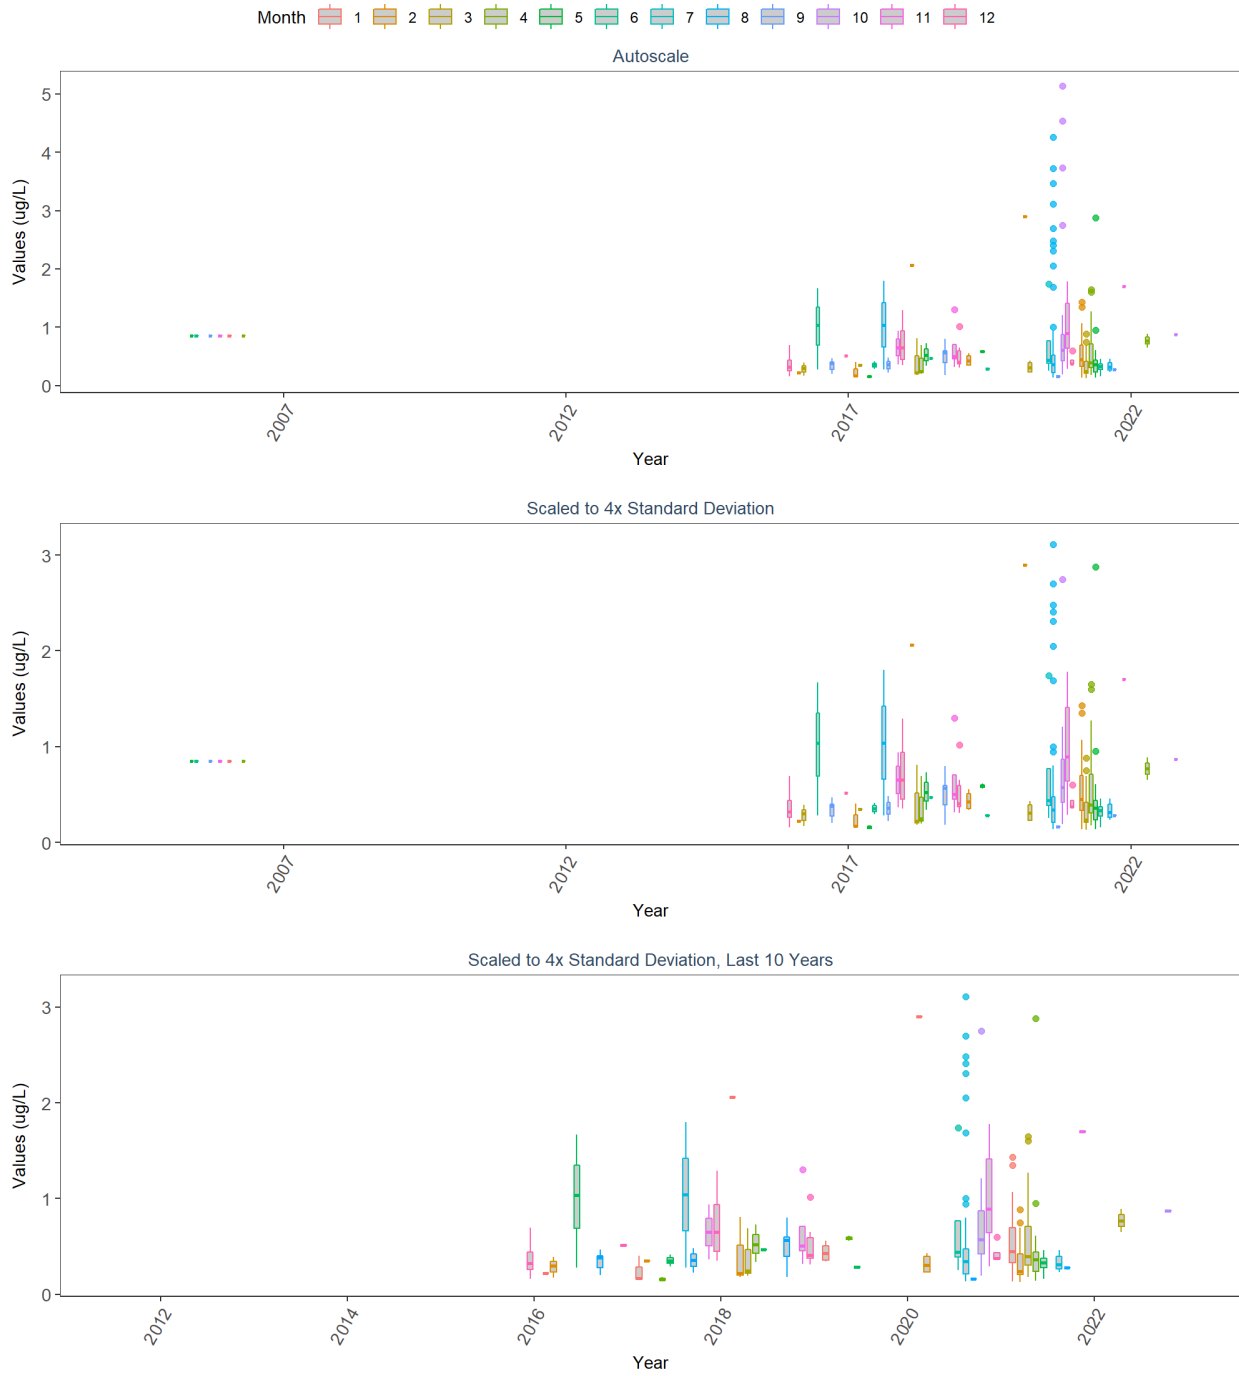 Month 1 2 3 4 5 6 7 8 9 10 11 12
Autoscale
Values (ug/L)
5
4
3
2
1
0
2007 2012 2017 2022
Year
Scaled to 4x Standard Deviation
Values (ug/L)
3
2
1
0
2007 2012 2017 2022
Year
Scaled to 4x Standard Deviation, Last 10 Years
Values (ug/L)
3
2
1
0
2012 2014 2016 2018 2020 2022
Year